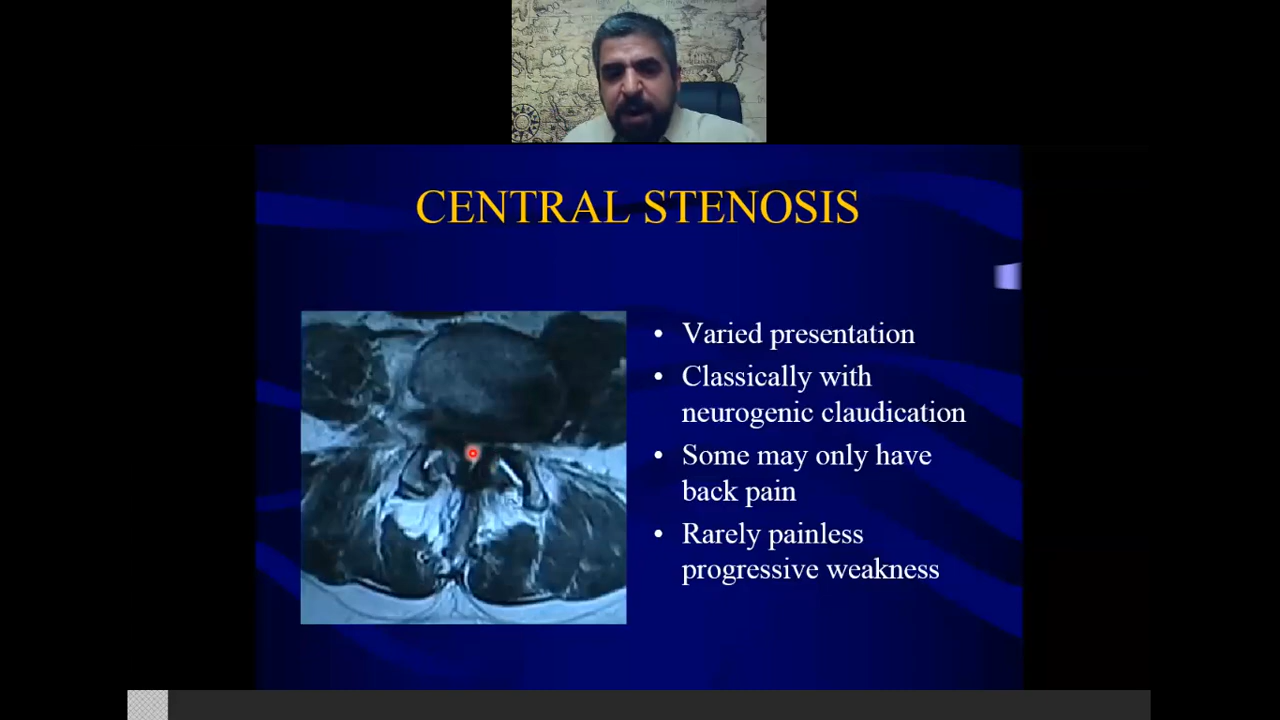 CENTRAL STENOSIS
• Varied presentation
• Classically with
neurogenic claudication
• Some may only have
back pain
• Rarely painless
progressive weakness